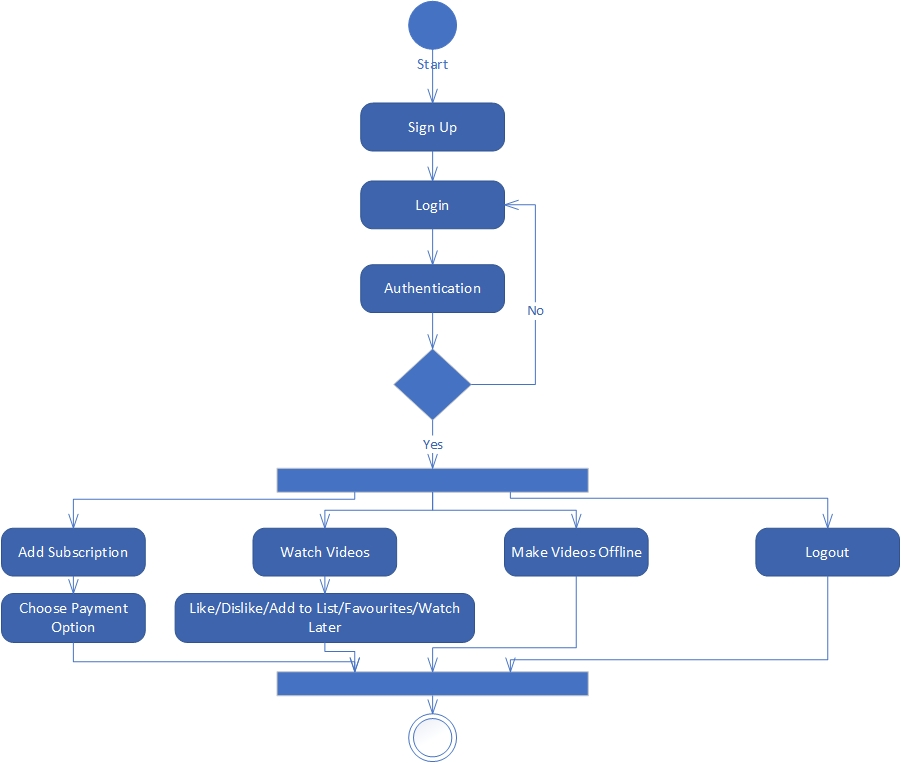 Start
Sign Up
Login
Authentication
No
Yes
Add Subscription
Watch Videos
Make Videos Offline
Logout
Choose Payment
Option
Like/Dislike/Add to List/Favourites/Watch
Later